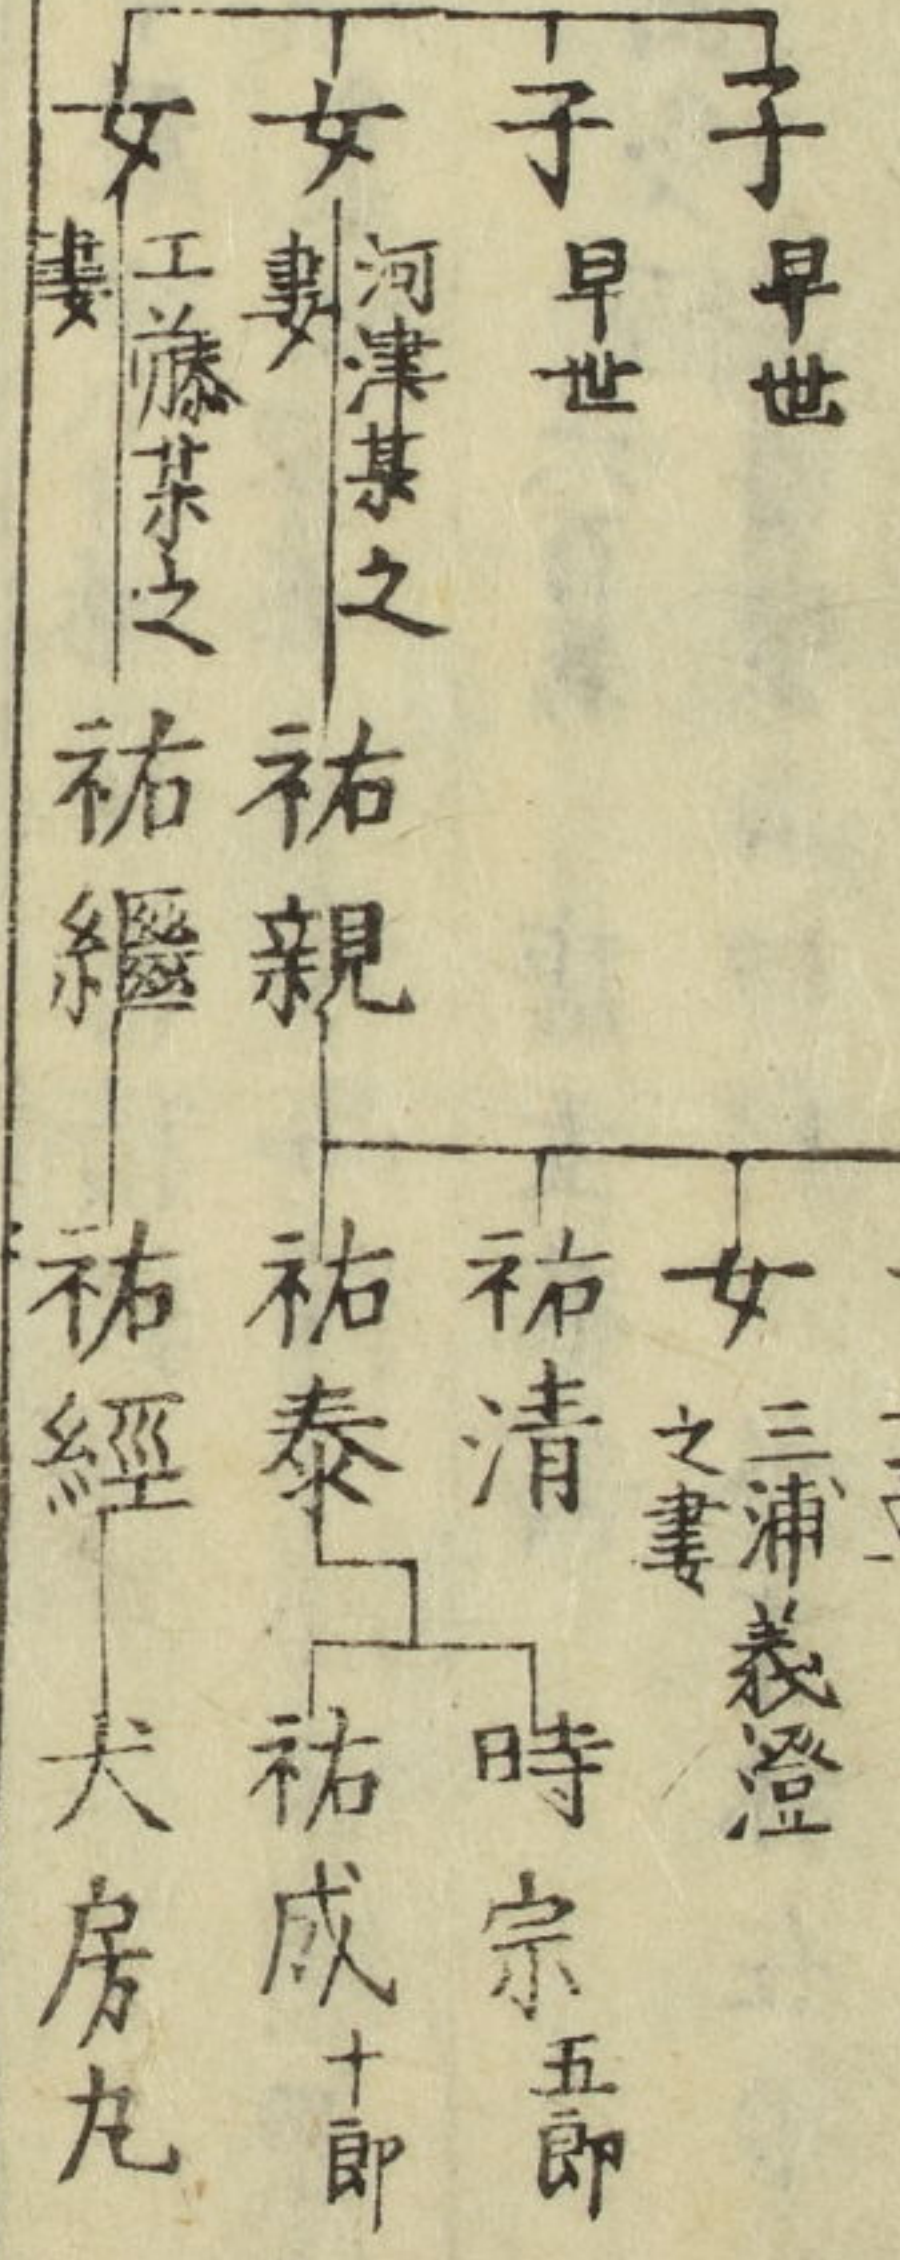 子
早世
子
早世
女
河津某之
妻
女
工藤某之
妻
祐親
祐継
女
三浦義澄
之妻
祐清
祐泰
祐經
時宗
五郎
祐成
十郎
犬房丸